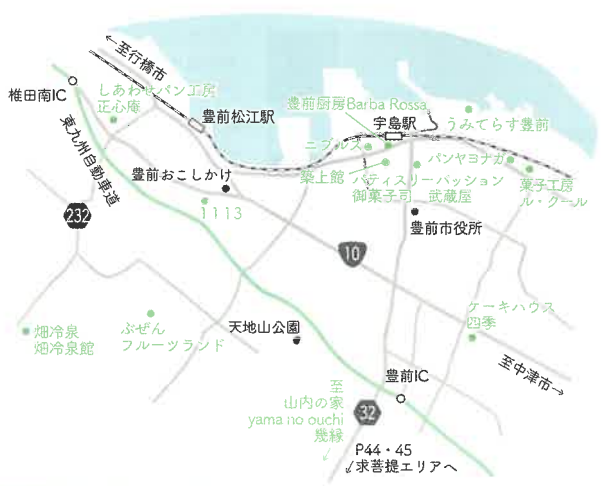 ←至行橋市
しあわせパン工房
正心庵
椎田南IC
豊前松江駅
豊前厨房Barba Rossa
宇島駅
うみてらす豊前
東九州自動車道
ニブルス
パンヤヨナガ
築上館
パティスリーパッション
菓子工房
ル・クール
御菓子司 武蔵屋
豊前おこしかけ
1113
232
豊前市役所
10
畑冷泉
畑冷泉館
ぶぜん
フルーツランド
天地山公園
ケーキハウス
四季
豊前IC
至中津市→
至
山内の家
yama no ouchi
幾縁
↓
32
P44・45
↙求菩提エリアへ